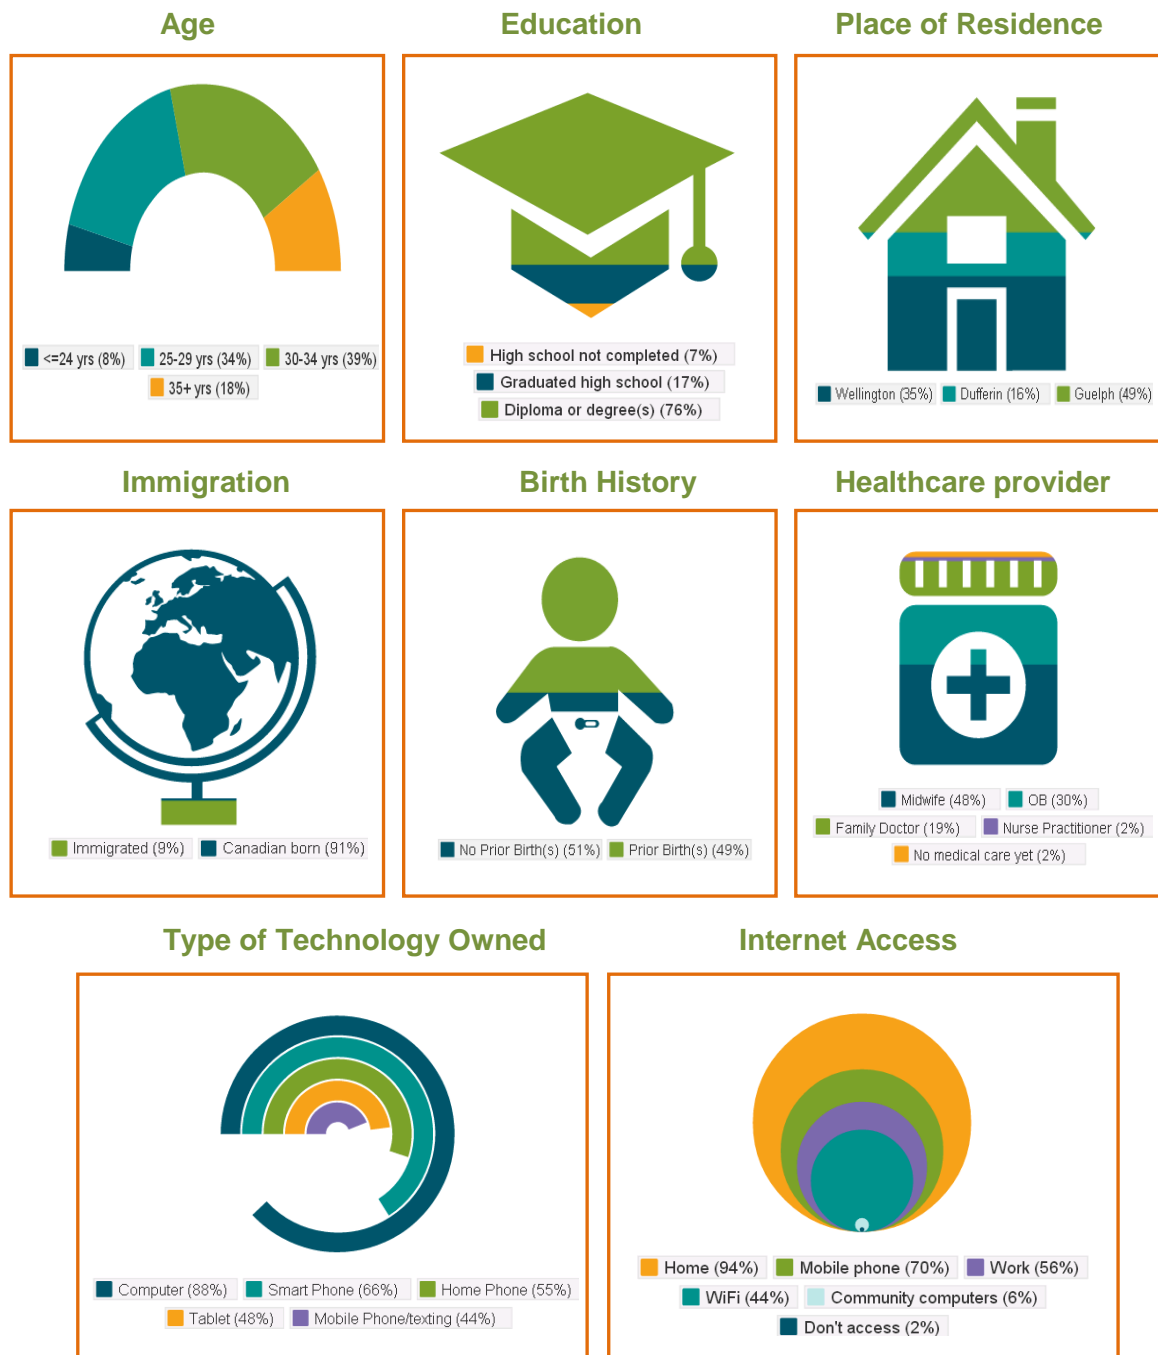 Age
Education
Place of Residence
<=24 yrs (8%) 25-29 yrs (34%) 30-34 yrs (39%)
35+ yrs (18%)
High school not completed (7%)
Graduated high school (17%)
Diploma or degree(s) (76%)
Wellington (35%) Dufferin (16%) Guelph (49%)
Immigration
Birth History
Healthcare provider
Immigrated (9%) Canadian born (91%)
No Prior Birth(s) (51%) Prior Birth(s) (49%)
Midwife (48%) OB (30%)
Family Doctor (19%) Nurse Practitioner (2%)
No medical care yet (2%)
Type of Technology Owned
Internet Access
Computer (88%) Smart Phone (66%) Home Phone (55%)
Tablet (48%) Mobile Phone/texting (44%)
Home (94%) Mobile phone (70%) Work (56%)
WiFi (44%) Community computers (6%)
Don't access (2%)